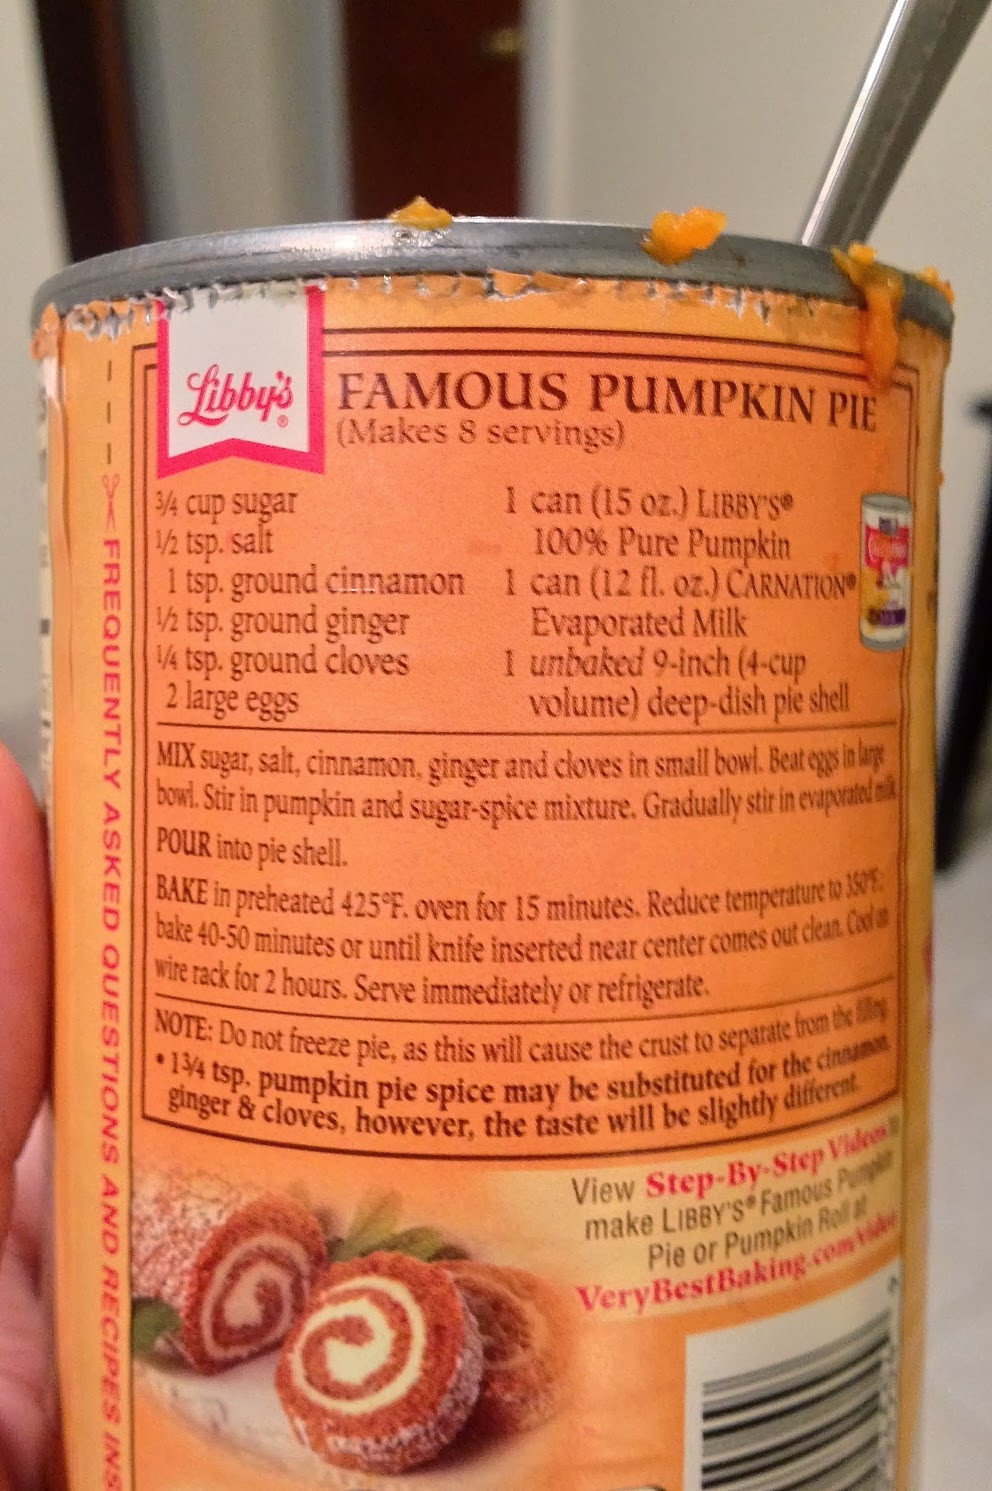 Libby's®
FAMOUS PUMPKIN PIE
(Makes 8 servings)
3/4 cup sugar
1/2 tsp. salt
1 tsp. ground cinnamon
1/2 tsp. ground ginger
1/4 tsp. ground cloves
2 large eggs
1 can (15 oz.) LIBBY'S®
100% Pure Pumpkin
1 can (12 fl. oz.) CARNATION®
Evaporated Milk
1 unbaked 9-inch (4-cup
volume) deep-dish pie shell
MIX sugar, salt, cinnamon, ginger and cloves in small bowl. Beat eggs in large
bowl. Stir in pumpkin and sugar-spice mixture. Gradually stir in evaporated milk.
POUR into pie shell.
BAKE in preheated 425°F. oven for 15 minutes. Reduce temperature to 350°F.;
bake 40-50 minutes or until knife inserted near center comes out clean. Cool on
wire rack for 2 hours. Serve immediately or refrigerate.
NOTE: Do not freeze pie, as this will cause the crust to separate from the filling.
• 1 3/4 tsp. pumpkin pie spice may be substituted for the cinnamon,
ginger & cloves, however, the taste will be slightly different.
View Step-By-Step Videos
make LIBBY'S® Famous Pumpkin
Pie or Pumpkin Roll at
VeryBestBaking.com/Video
FREQUENTLY ASKED QUESTIONS AND RECIPES INS